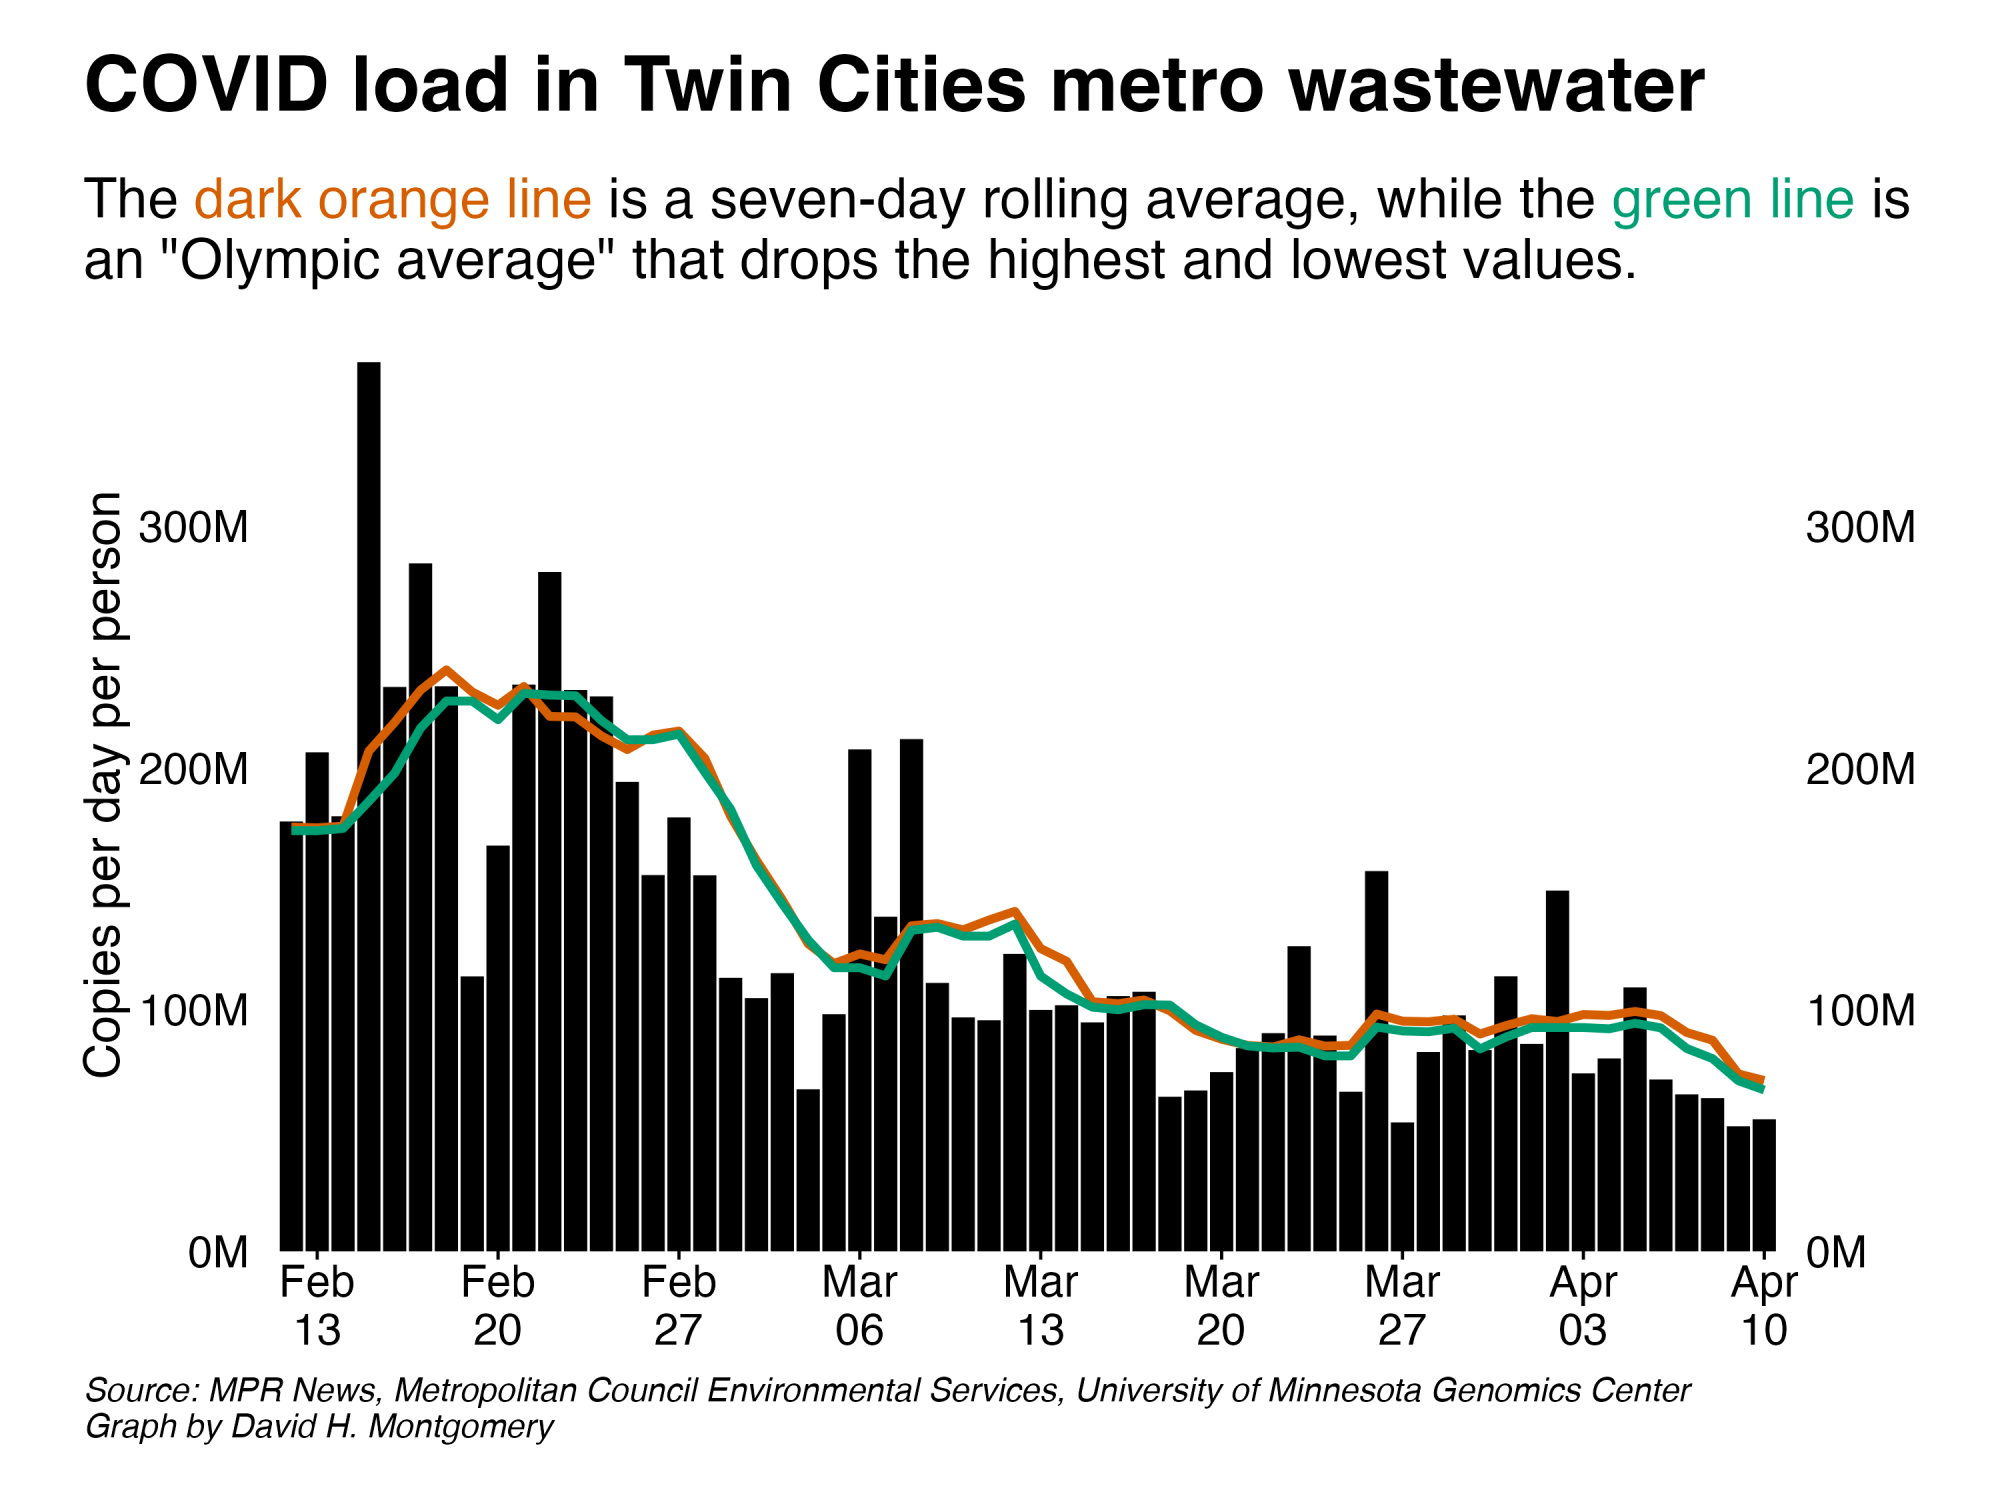 COVID load in Twin Cities metro wastewater
The dark orange line is a seven-day rolling average, while the green line is
an "Olympic average" that drops the highest and lowest values.
Copies per day per person
300M
200M
100M
0M
300M
200M
100M
0M
Feb
13
Feb
20
Feb
27
Mar
06
Mar
13
Mar
20
Mar
27
Apr
03
Apr
10
Source: MPR News, Metropolitan Council Environmental Services, University of Minnesota Genomics Center
Graph by David H. Montgomery